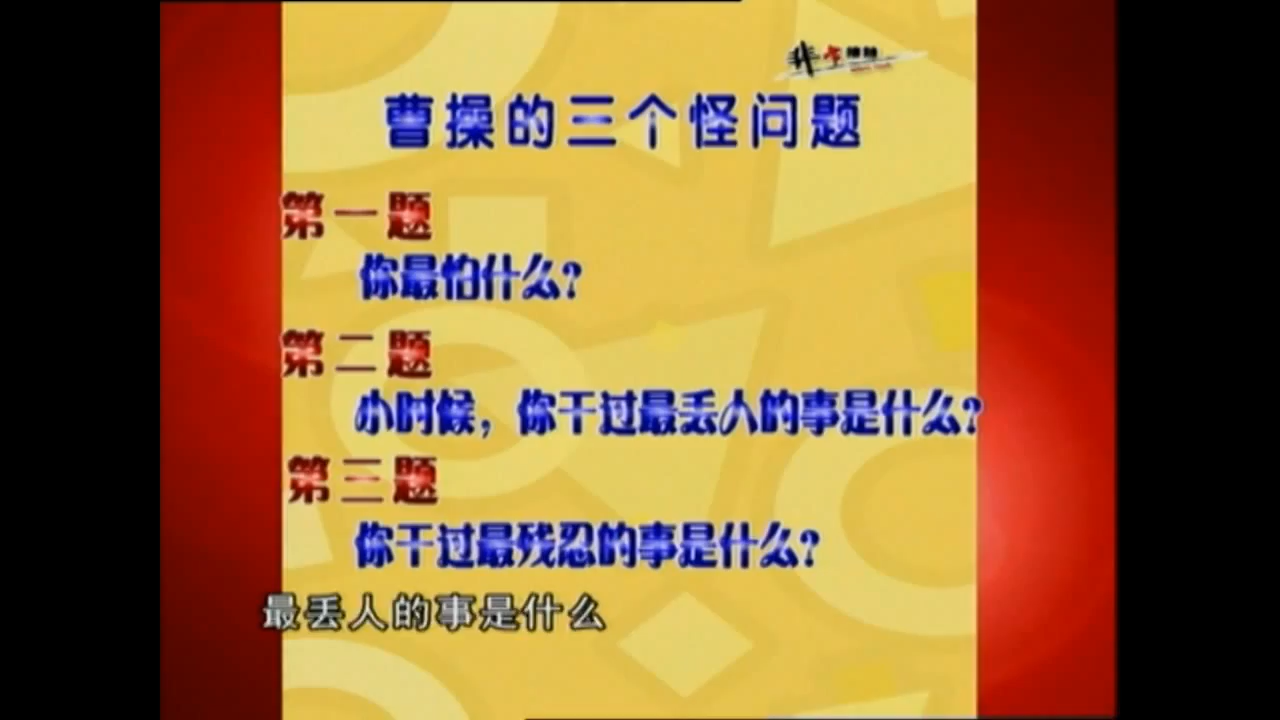 曹操的三个怪问题
第一题
你最怕什么?
第二题
小时候，你干过最丢人的事是什么?
第三题
你干过最残忍的事是什么?
最丢人的事是什么